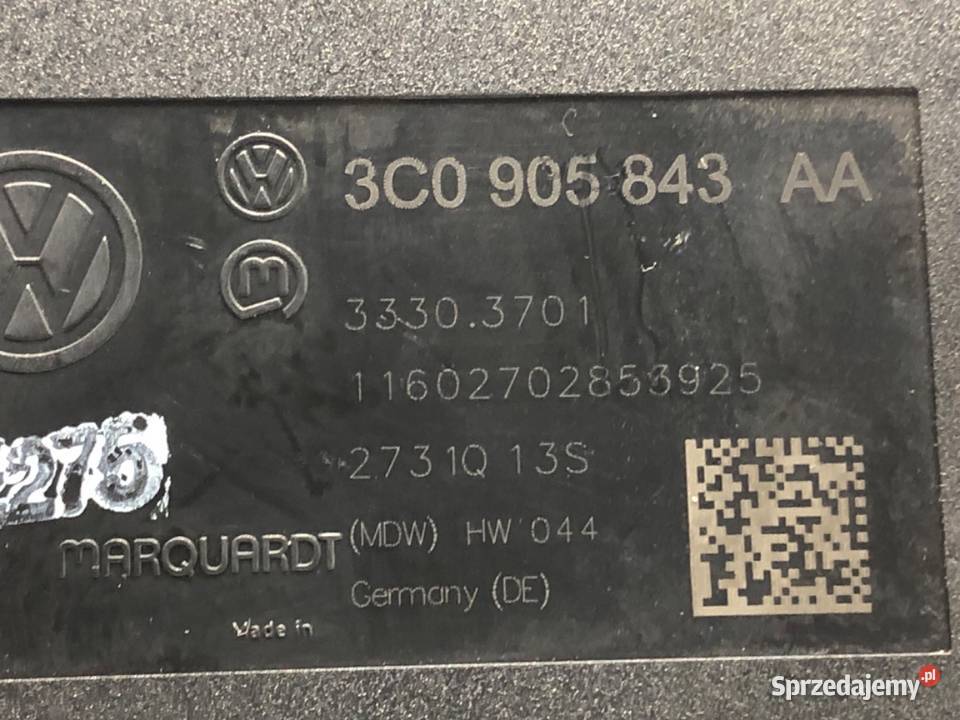 3C0 905 843 AA
3330.3701
11602702853925
2731Q 13S
275
MARQUARDT (MDW) HW 044
Germany (DE)
Made in
Sprzedajemy.pl